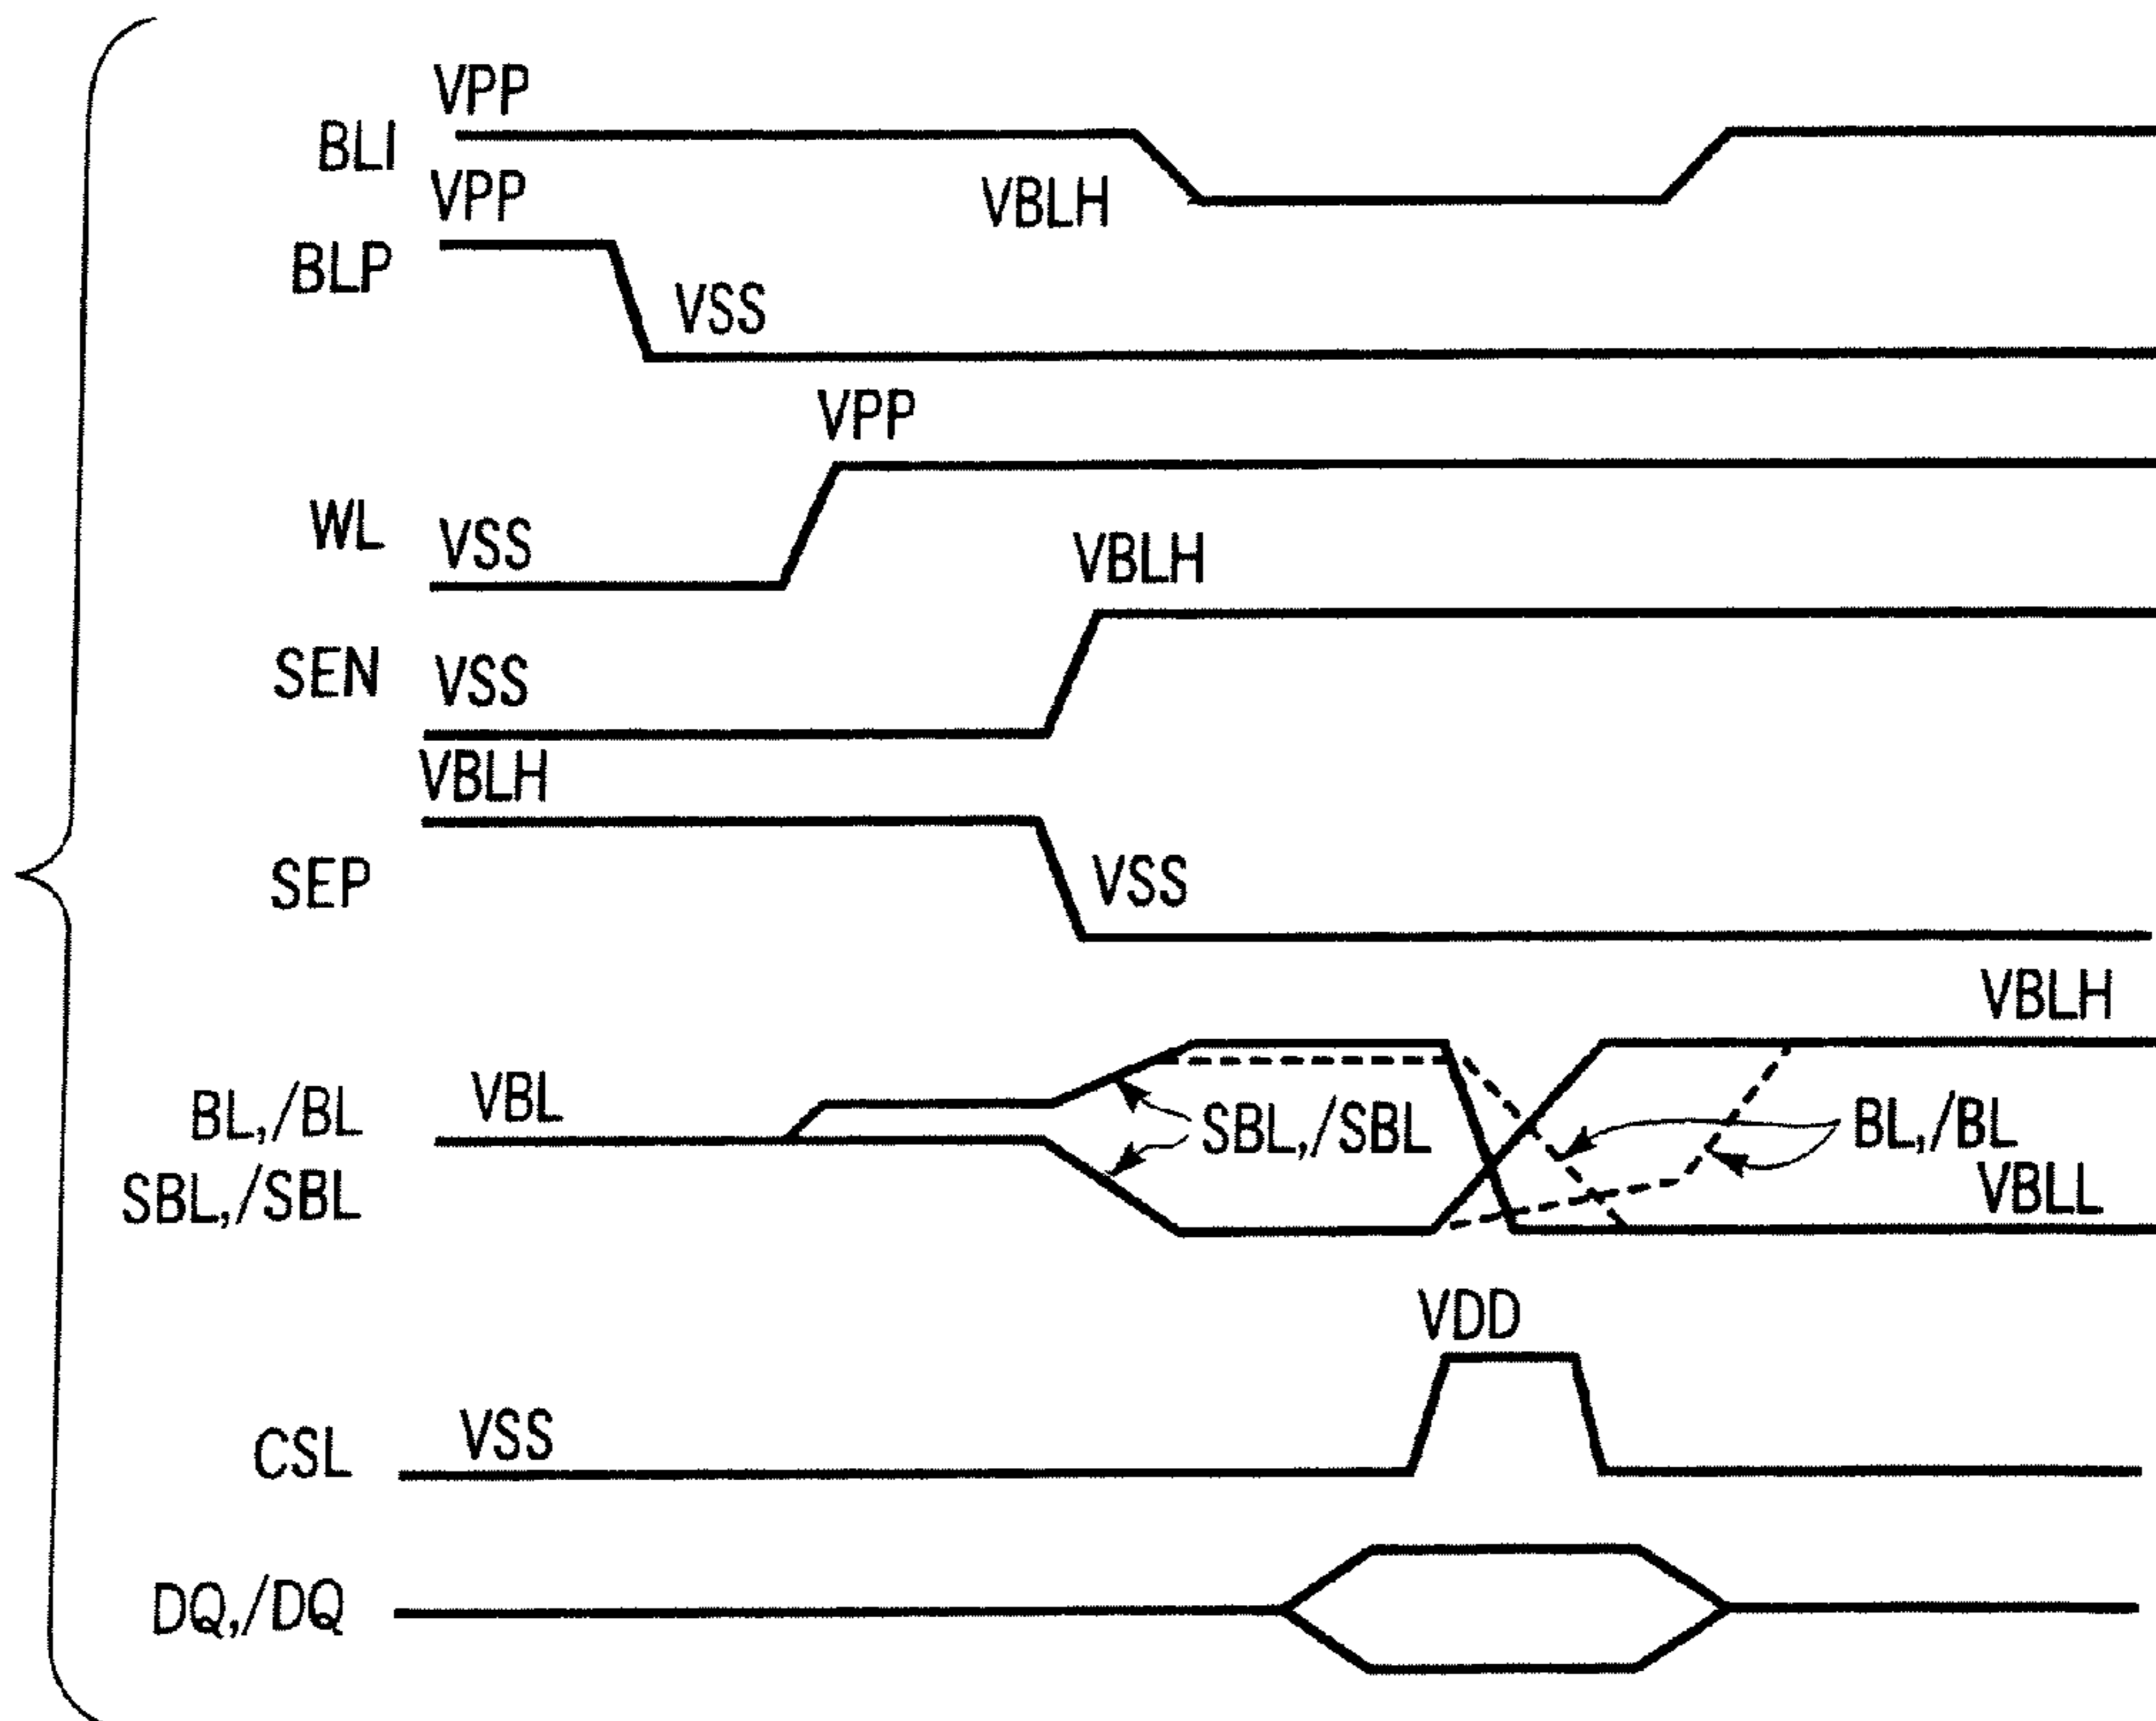 VPP
BLI
VPP
VBLH
BLP
VSS
VPP
WL
VSS
VBLH
SEN
VSS
VBLH
SEP
VSS
VBLH
BL,/BL
VBL
SBL,/SBL
BL,/BL
SBL,/SBL
VBLL
VDD
CSL
VSS
DQ,/DQ